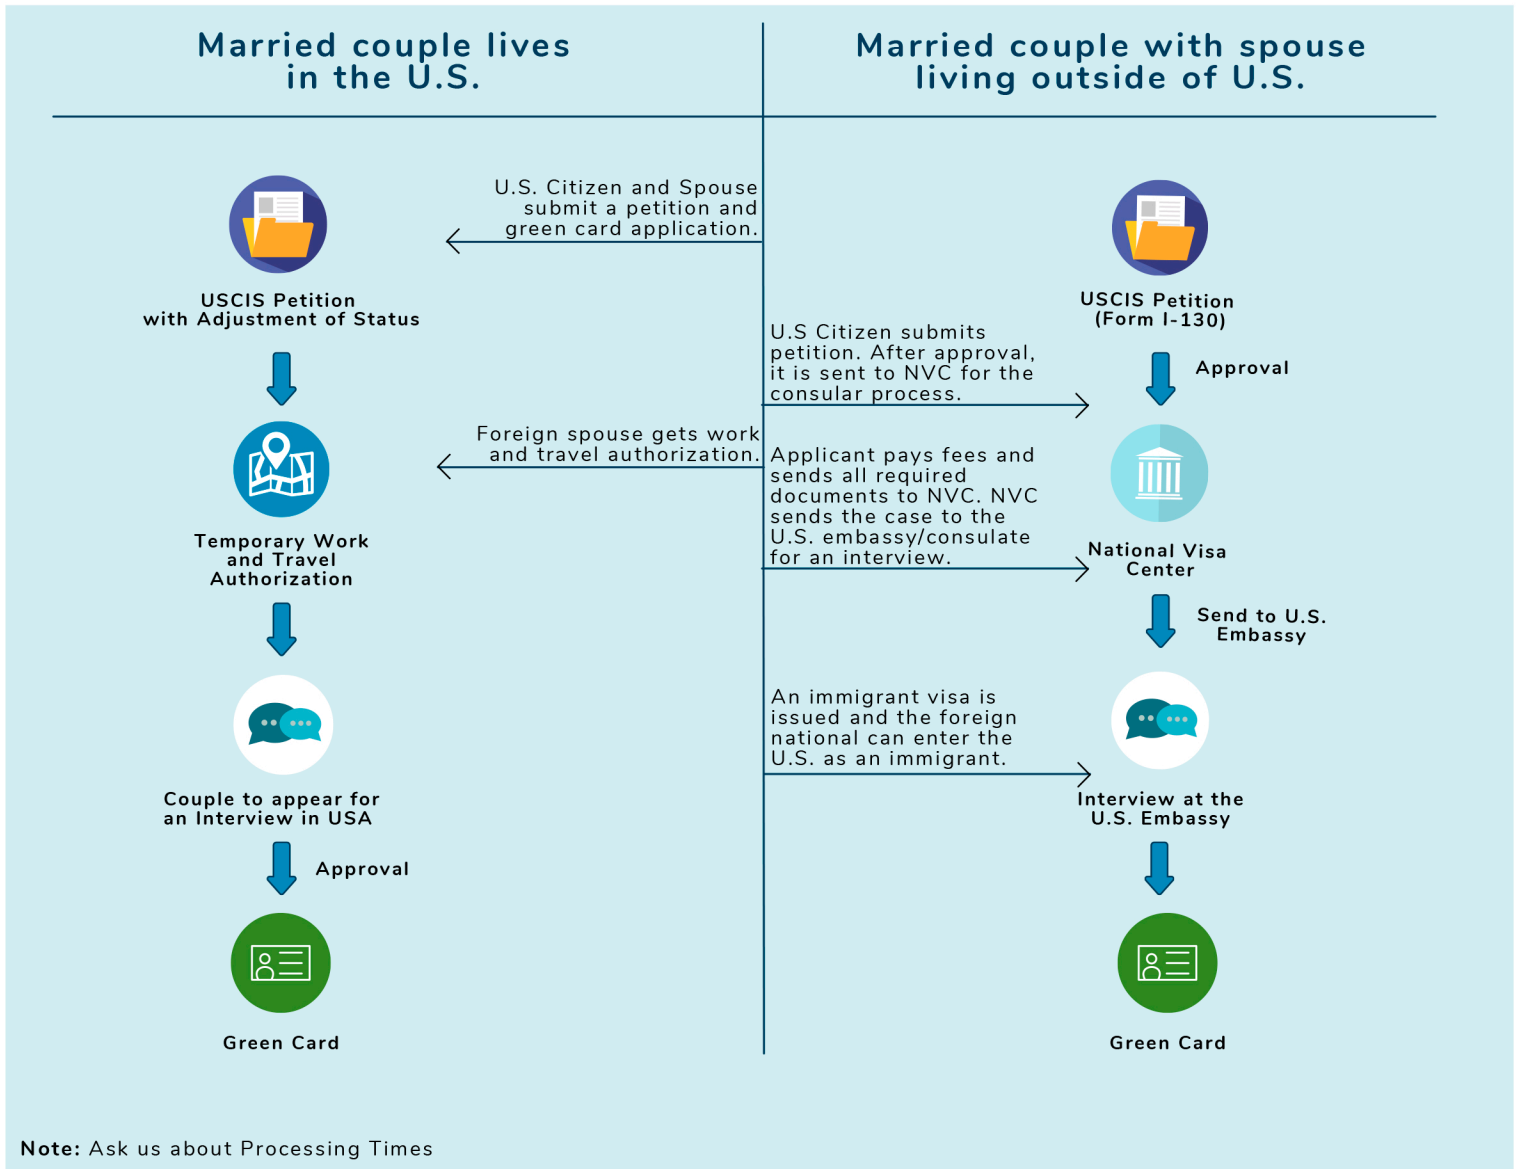 Married couple lives
in the U.S.
Married couple with spouse
living outside of U.S.
U.S. Citizen and Spouse
submit a petition and
green card application.
USCIS Petition
with Adjustment of Status
Foreign spouse gets work
and travel authorization.
Temporary Work
and Travel
Authorization
Couple to appear for
an Interview in USA
Approval
Green Card
USCIS Petition
(Form I-130)
U.S Citizen submits
petition. After approval,
it is sent to NVC for the
consular process.
Approval
Applicant pays fees and
sends all required
documents to NVC. NVC
sends the case to the
U.S. embassy/consulate
for an interview.
National Visa
Center
Send to U.S.
Embassy
An immigrant visa is
issued and the foreign
national can enter the
U.S. as an immigrant.
Interview at the
U.S. Embassy
Green Card
Note: Ask us about Processing Times